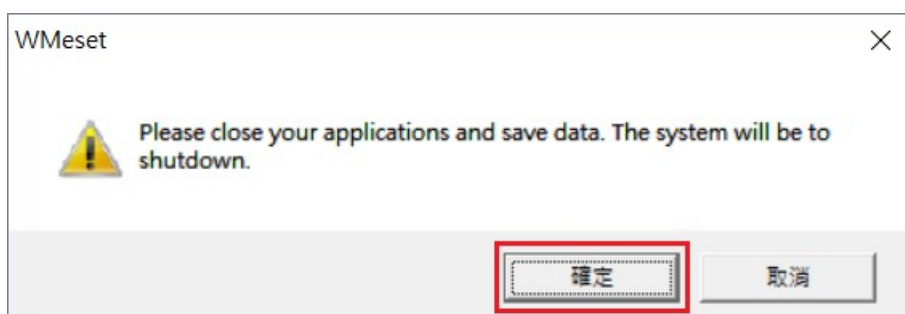 WMeset
Please close your applications and save data. The system will be to
shutdown.
確定
取消